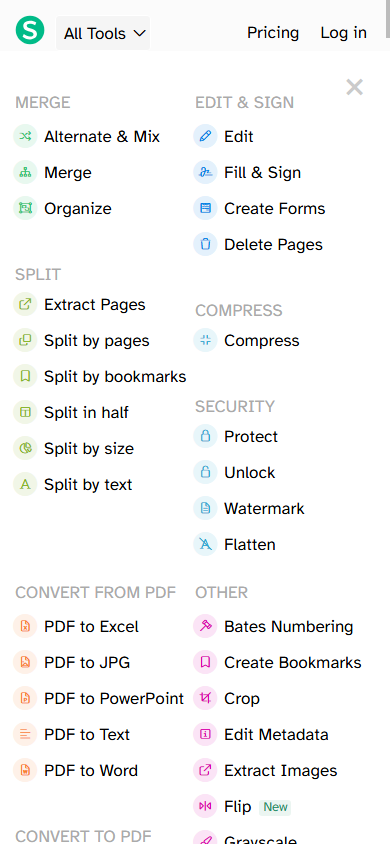 S
All Tools
Pricing
Log in
MERGE
Alternate & Mix
Merge
Organize
SPLIT
Extract Pages
Split by pages
Split by bookmarks
Split in half
Split by size
A Split by text
CONVERT FROM PDF
PDF to Excel
PDF to JPG
PDF to PowerPoint
PDF to Text
PDF to Word
CONVERT TO PDF
EDIT & SIGN
Edit
Fill & Sign
Create Forms
Delete Pages
COMPRESS
Compress
SECURITY
Protect
Unlock
Watermark
Flatten
OTHER
Bates Numbering
Create Bookmarks
Crop
Edit Metadata
Extract Images
Flip New
Grayscale